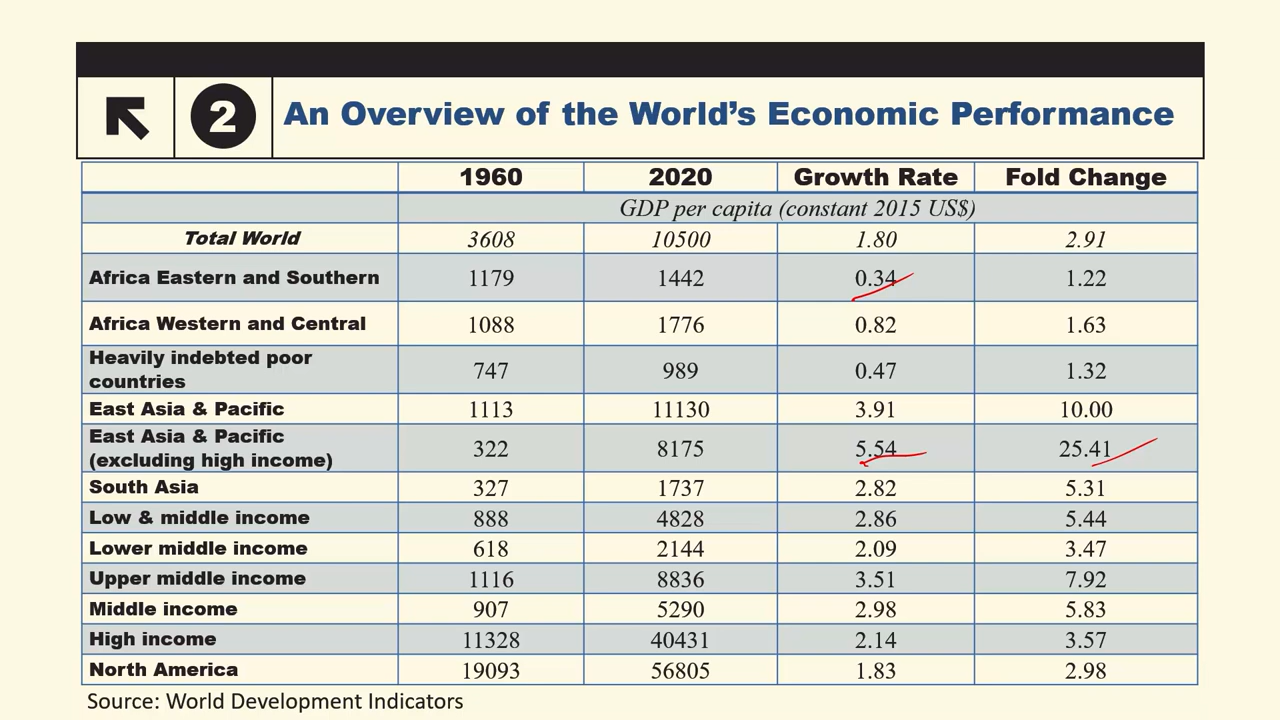 2 An Overview of the World's Economic Performance
1960 2020 Growth Rate Fold Change
GDP per capita (constant 2015 US$)
Total World 3608 10500 1.80 2.91
Africa Eastern and Southern 1179 1442 0.34 1.22
Africa Western and Central 1088 1776 0.82 1.63
Heavily indebted poor
countries 747 989 0.47 1.32
East Asia & Pacific 1113 11130 3.91 10.00
East Asia & Pacific
(excluding high income) 322 8175 5.54 25.41
South Asia 327 1737 2.82 5.31
Low & middle income 888 4828 2.86 5.44
Lower middle income 618 2144 2.09 3.47
Upper middle income 1116 8836 3.51 7.92
Middle income 907 5290 2.98 5.83
High income 11328 40431 2.14 3.57
North America 19093 56805 1.83 2.98
Source: World Development Indicators